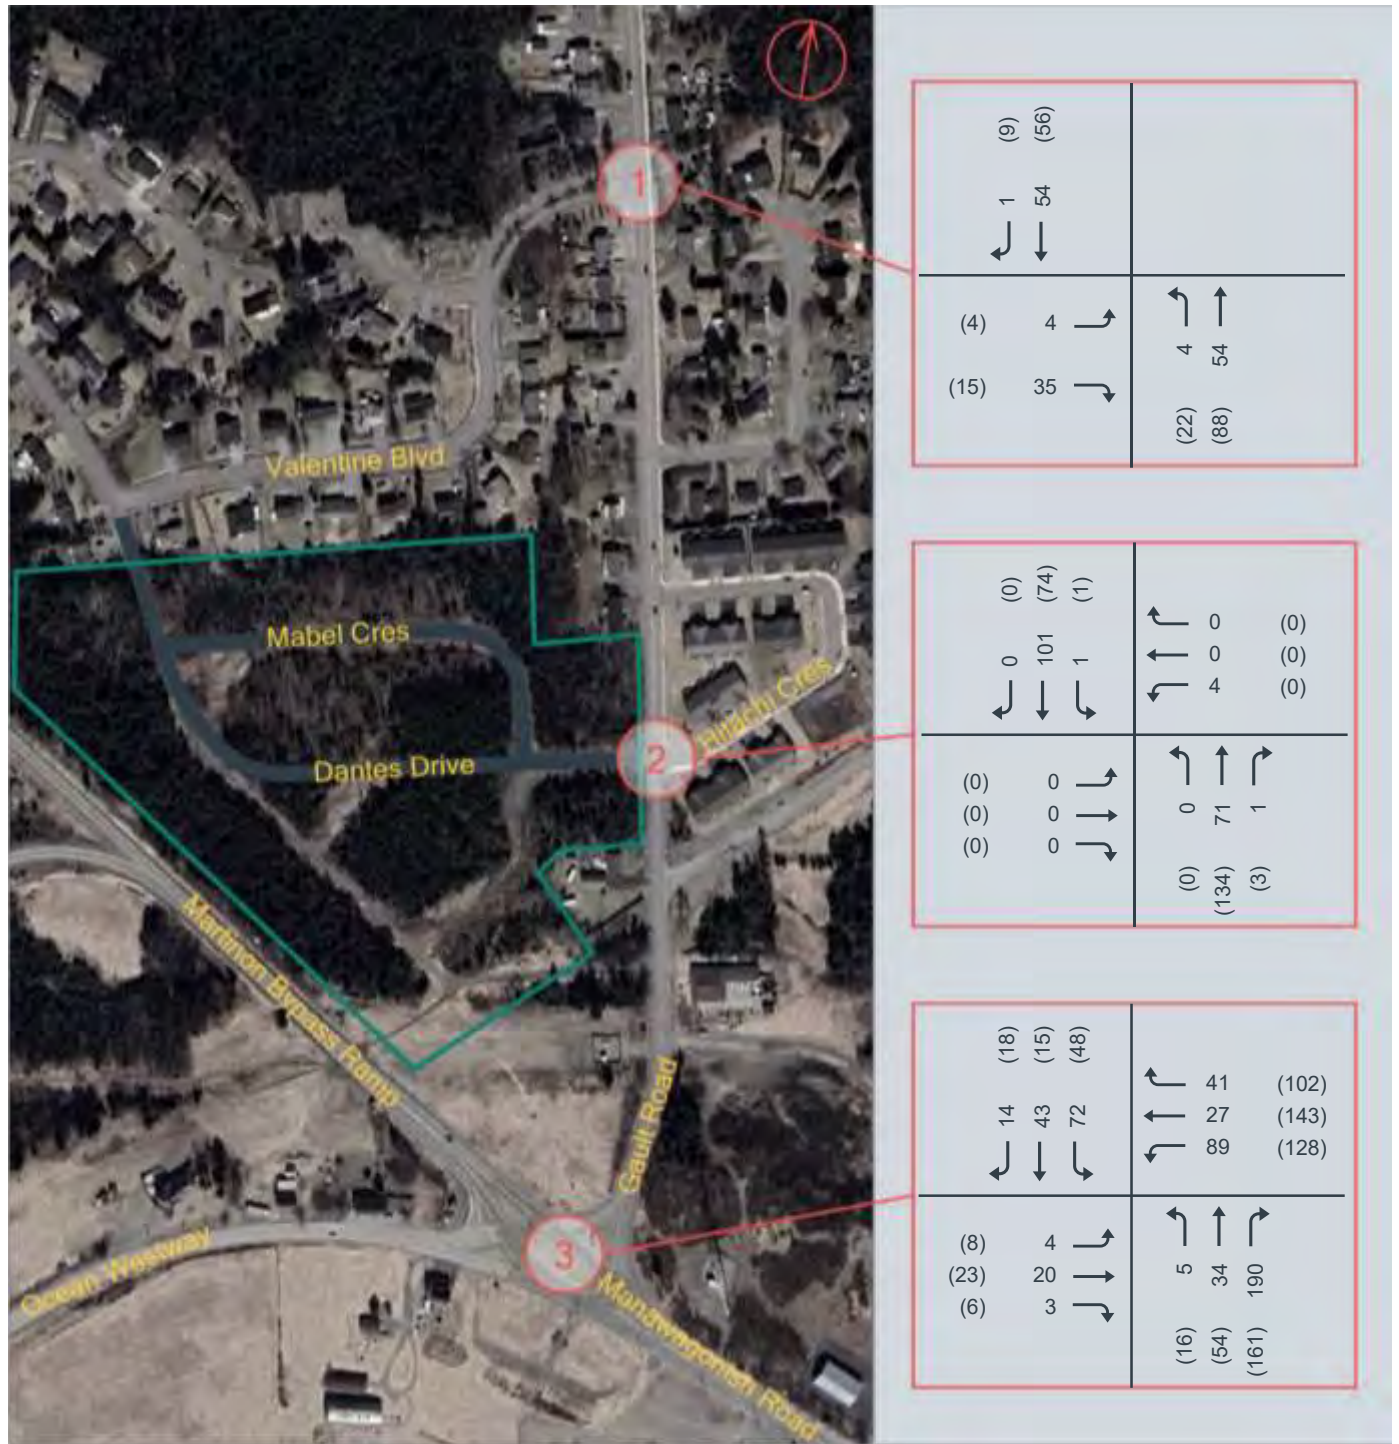 1
Valentine Blvd
Mabel Cres
Hitachi Cres
2
Dantes Drive
Martinon Bypass Ramp
Gault Road
Ocean Westway
3
Manawagonish Road
(9) (56)
1 54
(4) 4
(15) 35
4 54
(22) (88)
(0) (74) (1)
0 101 1
0 (0)
0 (0)
4 (0)
(0) 0
(0) 0
(0) 0
0 71 1
(0) (134) (3)
(18) (15) (48)
14 43 72
41 (102)
27 (143)
89 (128)
(8) 4
(23) 20
(6) 3
5 34 190
(16) (54) (161)